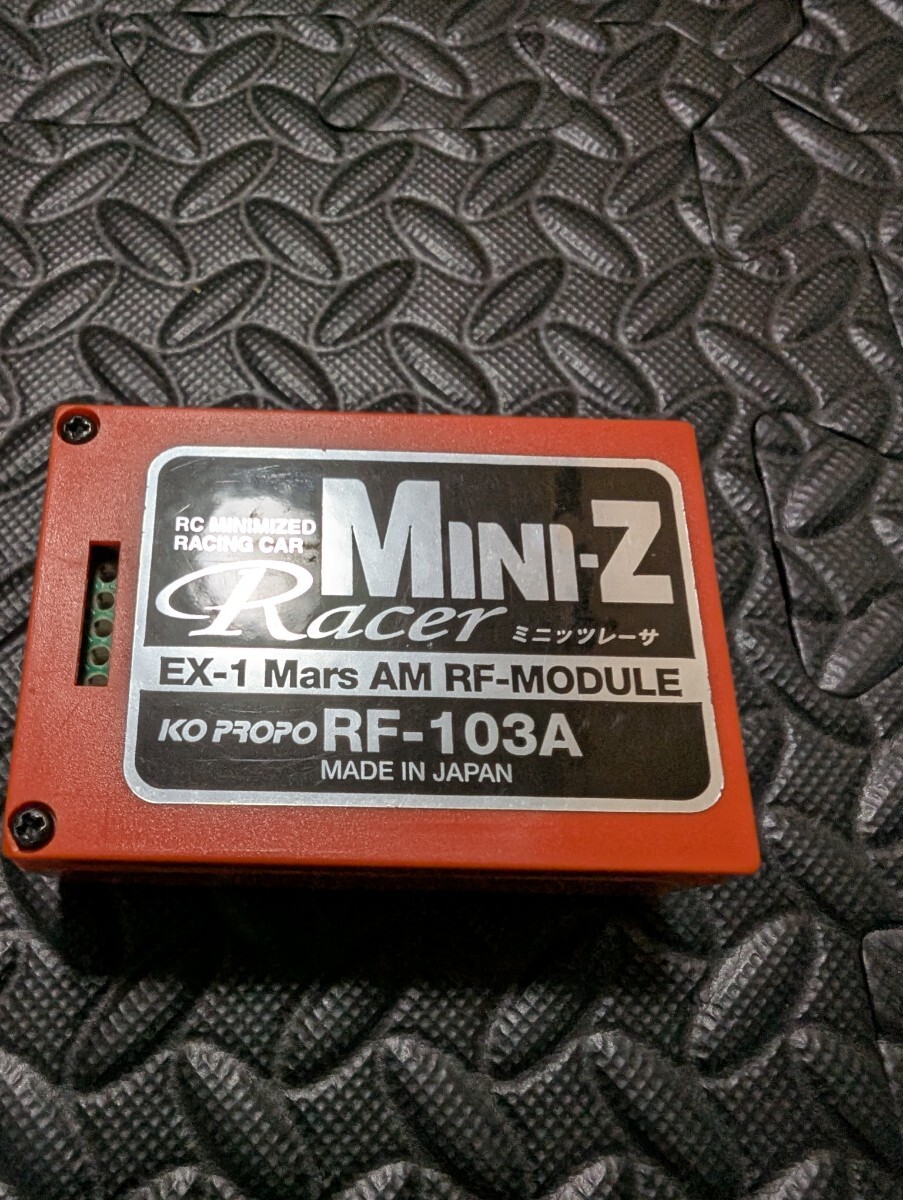 RC MINIMIZED
RACING CAR
MINI-Z
Racer ミニッツレーサ
EX-1 Mars AM RF-MODULE
KO PROPO RF-103A
MADE IN JAPAN